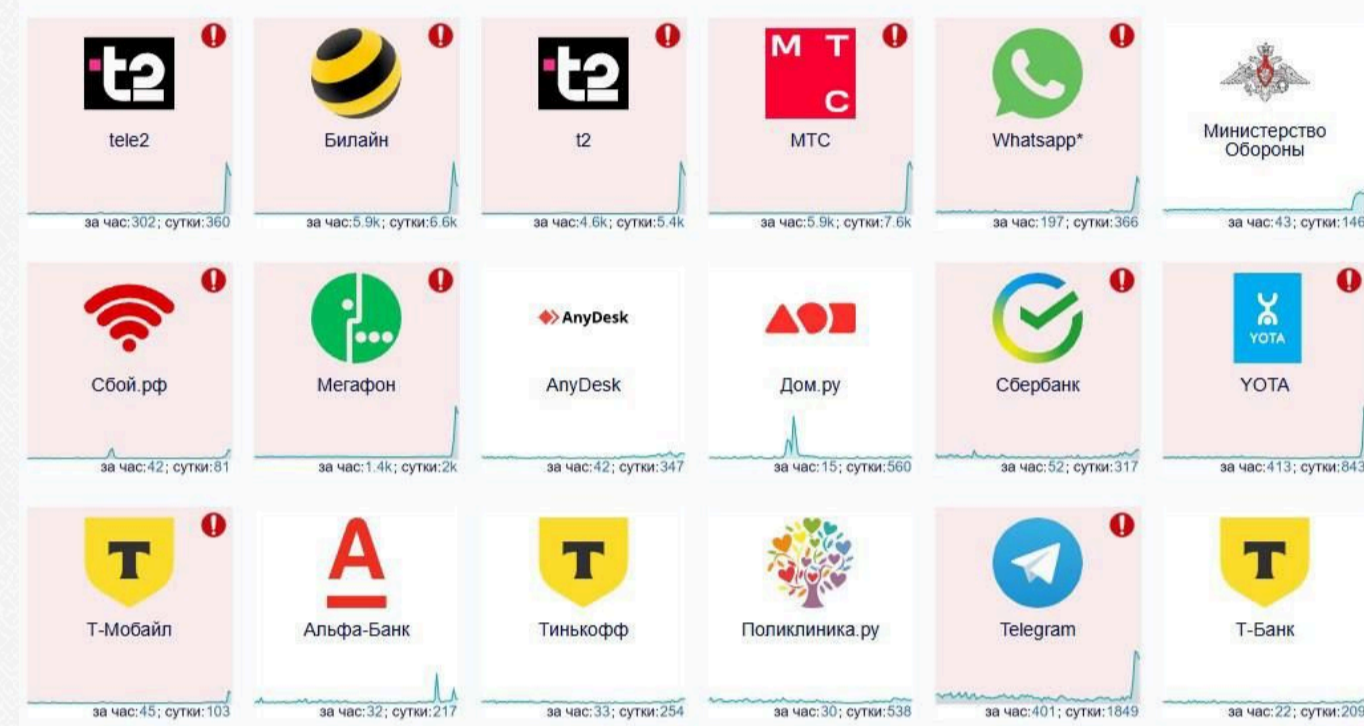 t2
t2
М Т
С
tele2
Билайн
t2
МТС
Whatsapp*
Министерство
Обороны
за час:302; сутки:360
за час:5.9k; сутки:6.6k
за час:4.6k; сутки:5.4k
за час:5.9k; сутки:7.6k
за час:197; сутки:366
за час:43; сутки:146
AnyDesk
YOTA
Сбой.рф
Мегафон
AnyDesk
Дом.ру
Сбербанк
YOTA
за час:42; сутки:81
за час:1.4k; сутки:2k
за час:42; сутки:347
за час:15; сутки:560
за час:52; сутки:317
за час:413; сутки:843
Т
А
Т
Т
Т-Мобайл
Альфа-Банк
Тинькофф
Поликлиника.ру
Telegram
Т-Банк
за час:45; сутки:103
за час:32; сутки:217
за час:33; сутки:254
за час:30; сутки:538
за час:401; сутки:1849
за час:22; сутки:209